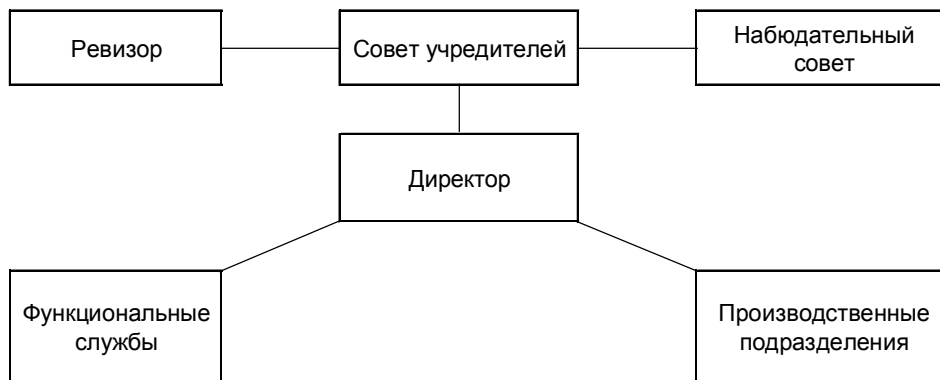 Ревизор
Совет учредителей
Набюдательный
совет
Директор
Функциональные
службы
Производственные
подразделения